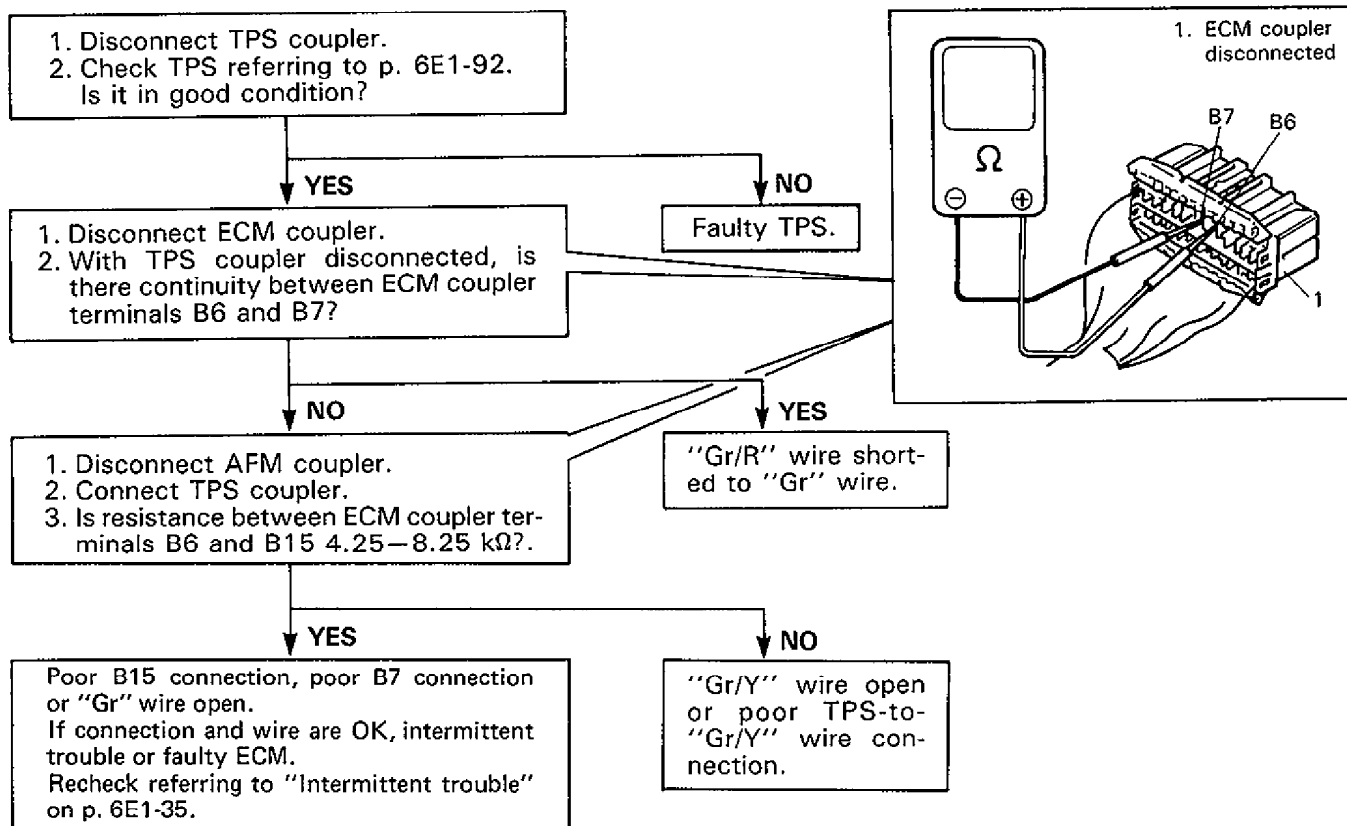 1. Disconnect TPS coupler.
2. Check TPS referring to p. 6E1-92.
Is it in good condition?
YES
NO
Faulty TPS.
1. Disconnect ECM coupler.
2. With TPS coupler disconnected, is
there continuity between ECM coupler
terminals B6 and B7?
1. ECM coupler
disconnected
B7
B6
Ω
⊖
⊕
1
NO
YES
"Gr/R" wire short-
ed to "Gr" wire.
1. Disconnect AFM coupler.
2. Connect TPS coupler.
3. Is resistance between ECM coupler ter-
minals B6 and B15 4.25—8.25 kΩ?.
YES
NO
Poor B15 connection, poor B7 connection
or "Gr" wire open.
If connection and wire are OK, intermittent
trouble or faulty ECM.
Recheck referring to "Intermittent trouble"
on p. 6E1-35.
"Gr/Y" wire open
or poor TPS-to-
"Gr/Y" wire con-
nection.